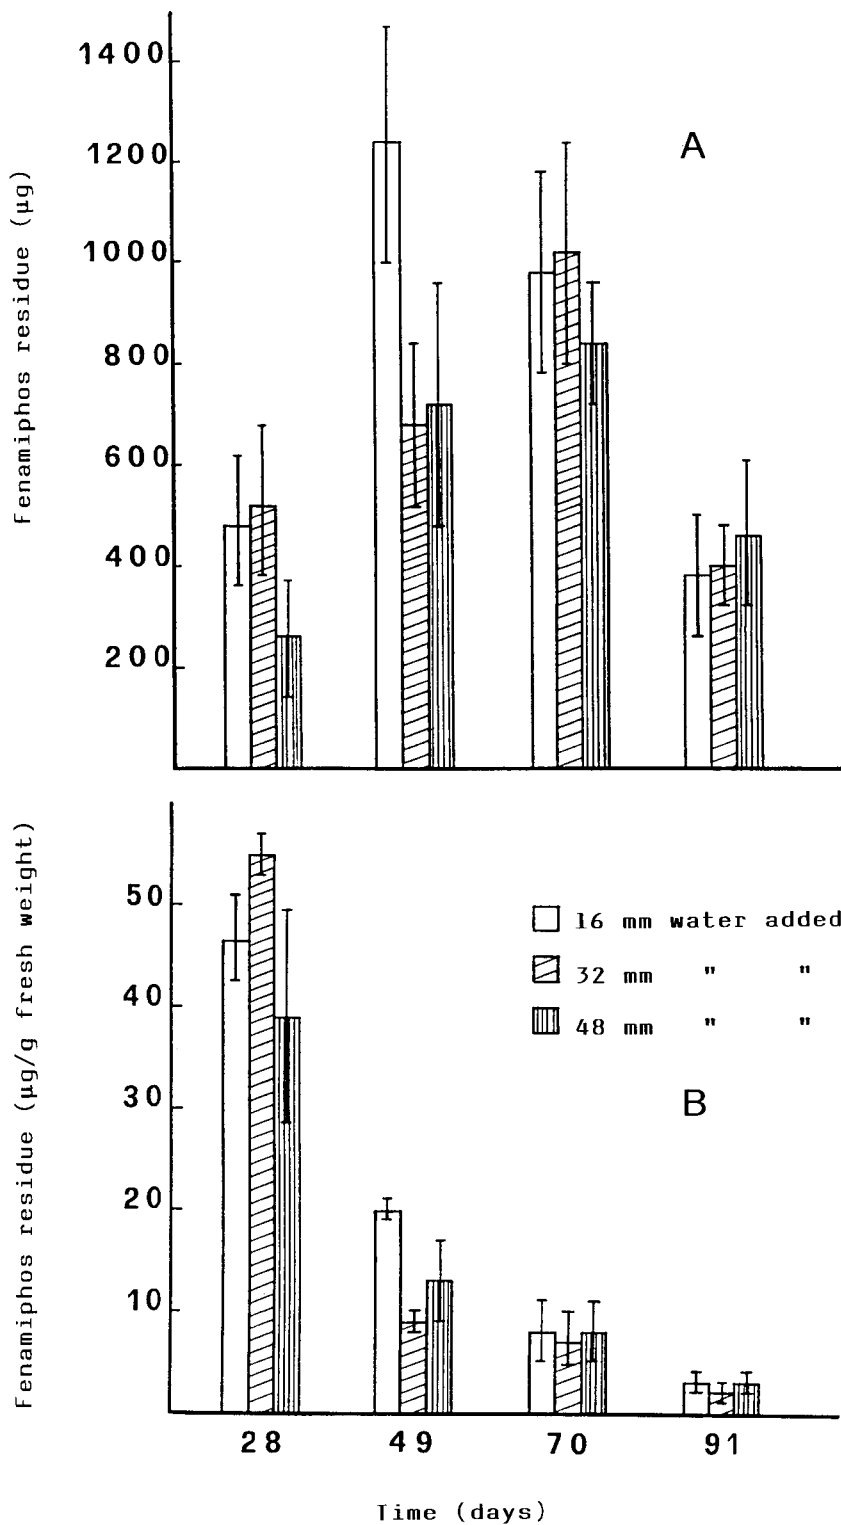 Fenamiphos residue (µg)
1400
1200
1000
800
600
400
200
A
Fenamiphos residue (µg/g fresh weight)
50
40
30
20
10
16 mm water added
32 mm " "
48 mm " "
B
28 49 70 91
Time (days)